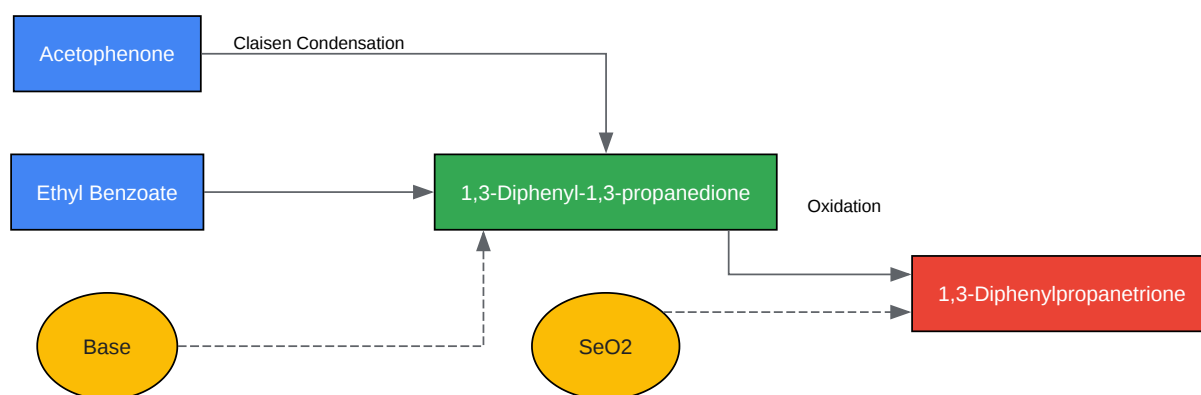 Acetophenone
Claisen Condensation
Ethyl Benzoate
1,3-Diphenyl-1,3-propanedione
Oxidation
1,3-Diphenylpropanetrione
Base
SeO2